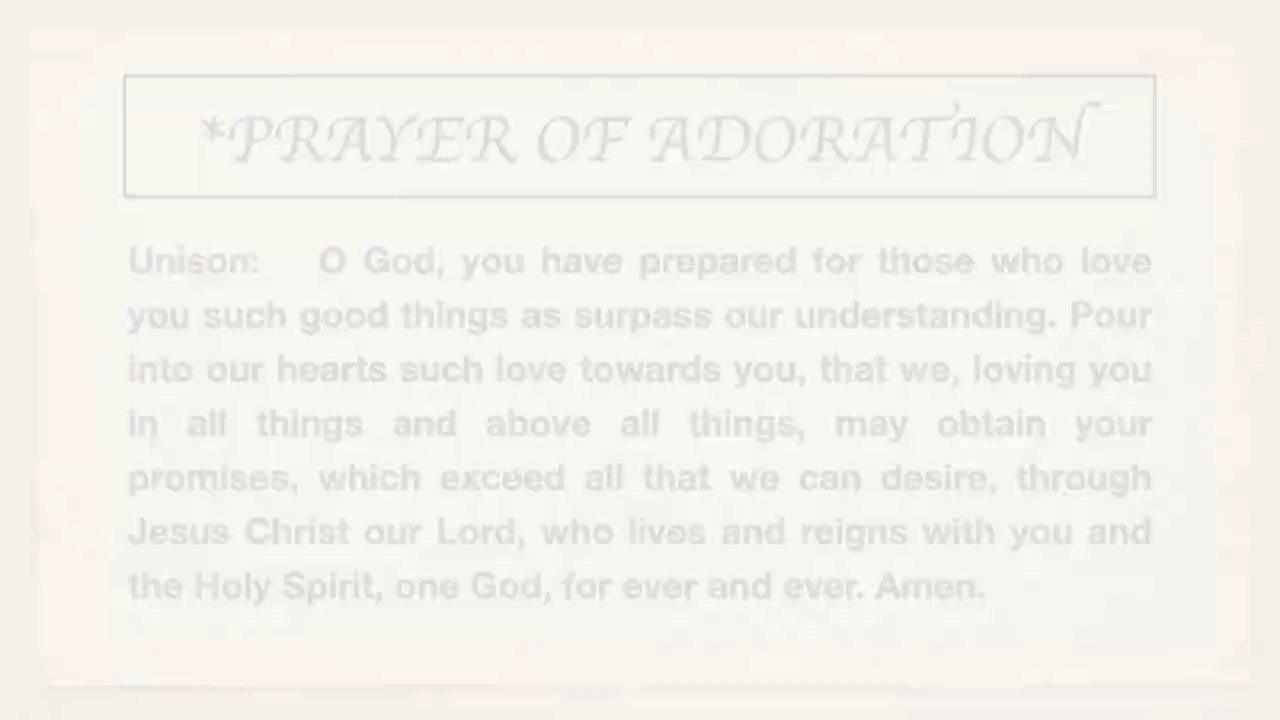 *PRAYER OF ADORATION
Unison: O God, you have prepared for those who love
you such good things as surpass our understanding. Pour
into our hearts such love towards you, that we, loving you
in all things and above all things, may obtain your
promises, which exceed all that we can desire, through
Jesus Christ our Lord, who lives and reigns with you and
the Holy Spirit, one God, for ever and ever. Amen.